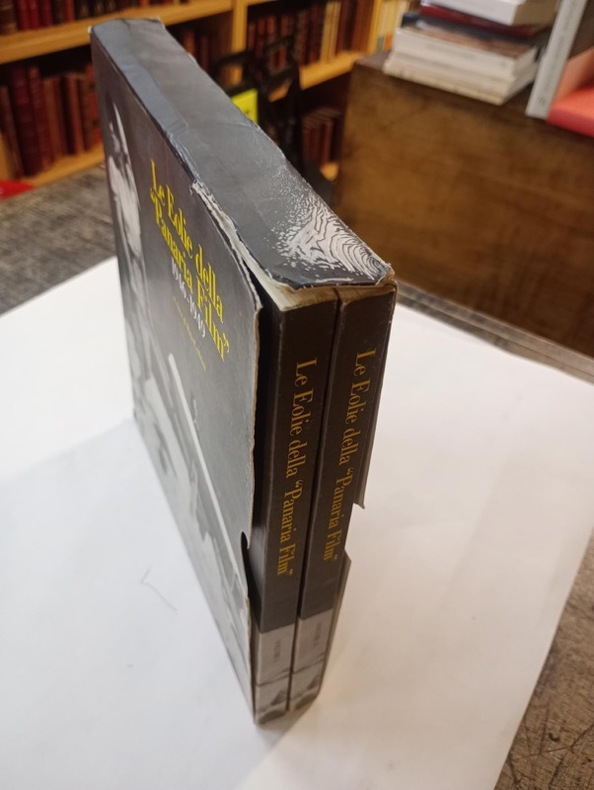 Le Eolie della
"Panaria Film"
1946-1949
Le Eolie della "Panaria Film"
Le Eolie della "Panaria Film"